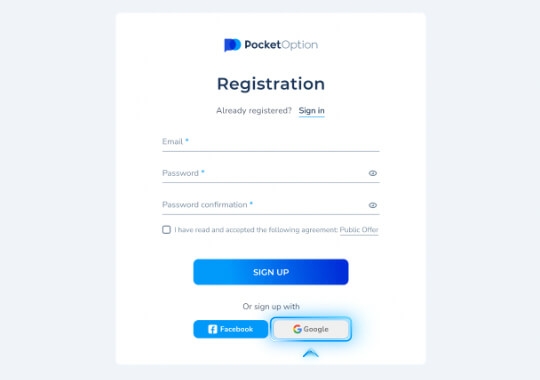 PocketOption
Registration
Already registered? Sign in
Email *
Password *
Password confirmation *
I have read and accepted the following agreement: Public Offer
SIGN UP
Or sign up with
Facebook Google